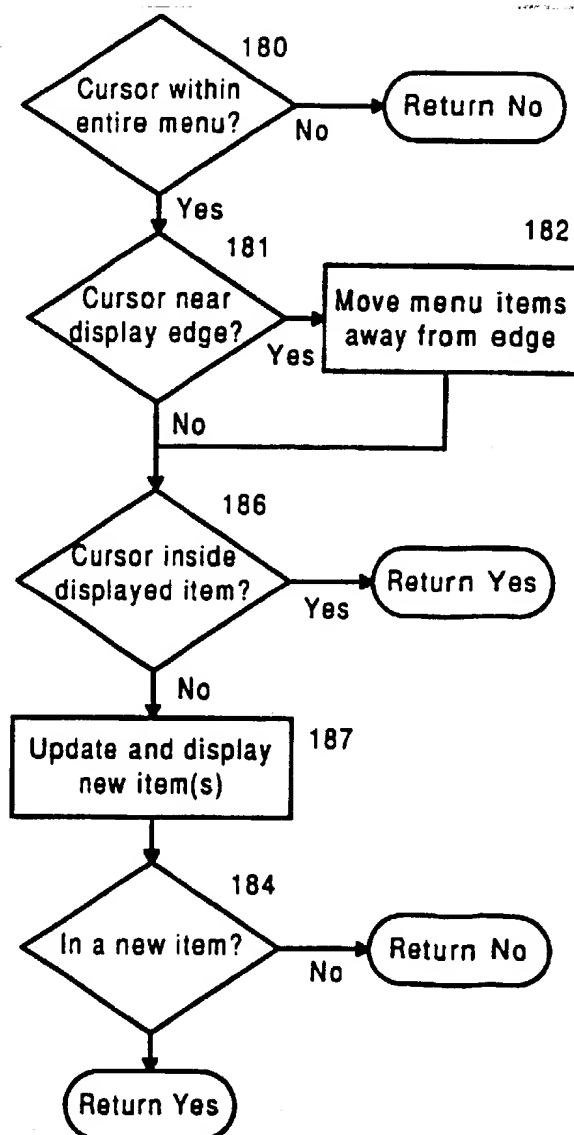 180
Cursor within
entire menu?
No
Return No
Yes
181
Cursor near
display edge?
Yes
182
Move menu items
away from edge
No
186
Cursor inside
displayed item?
Yes
Return Yes
No
Update and display
new item(s)
187
184
In a new item?
No
Return No
Return Yes